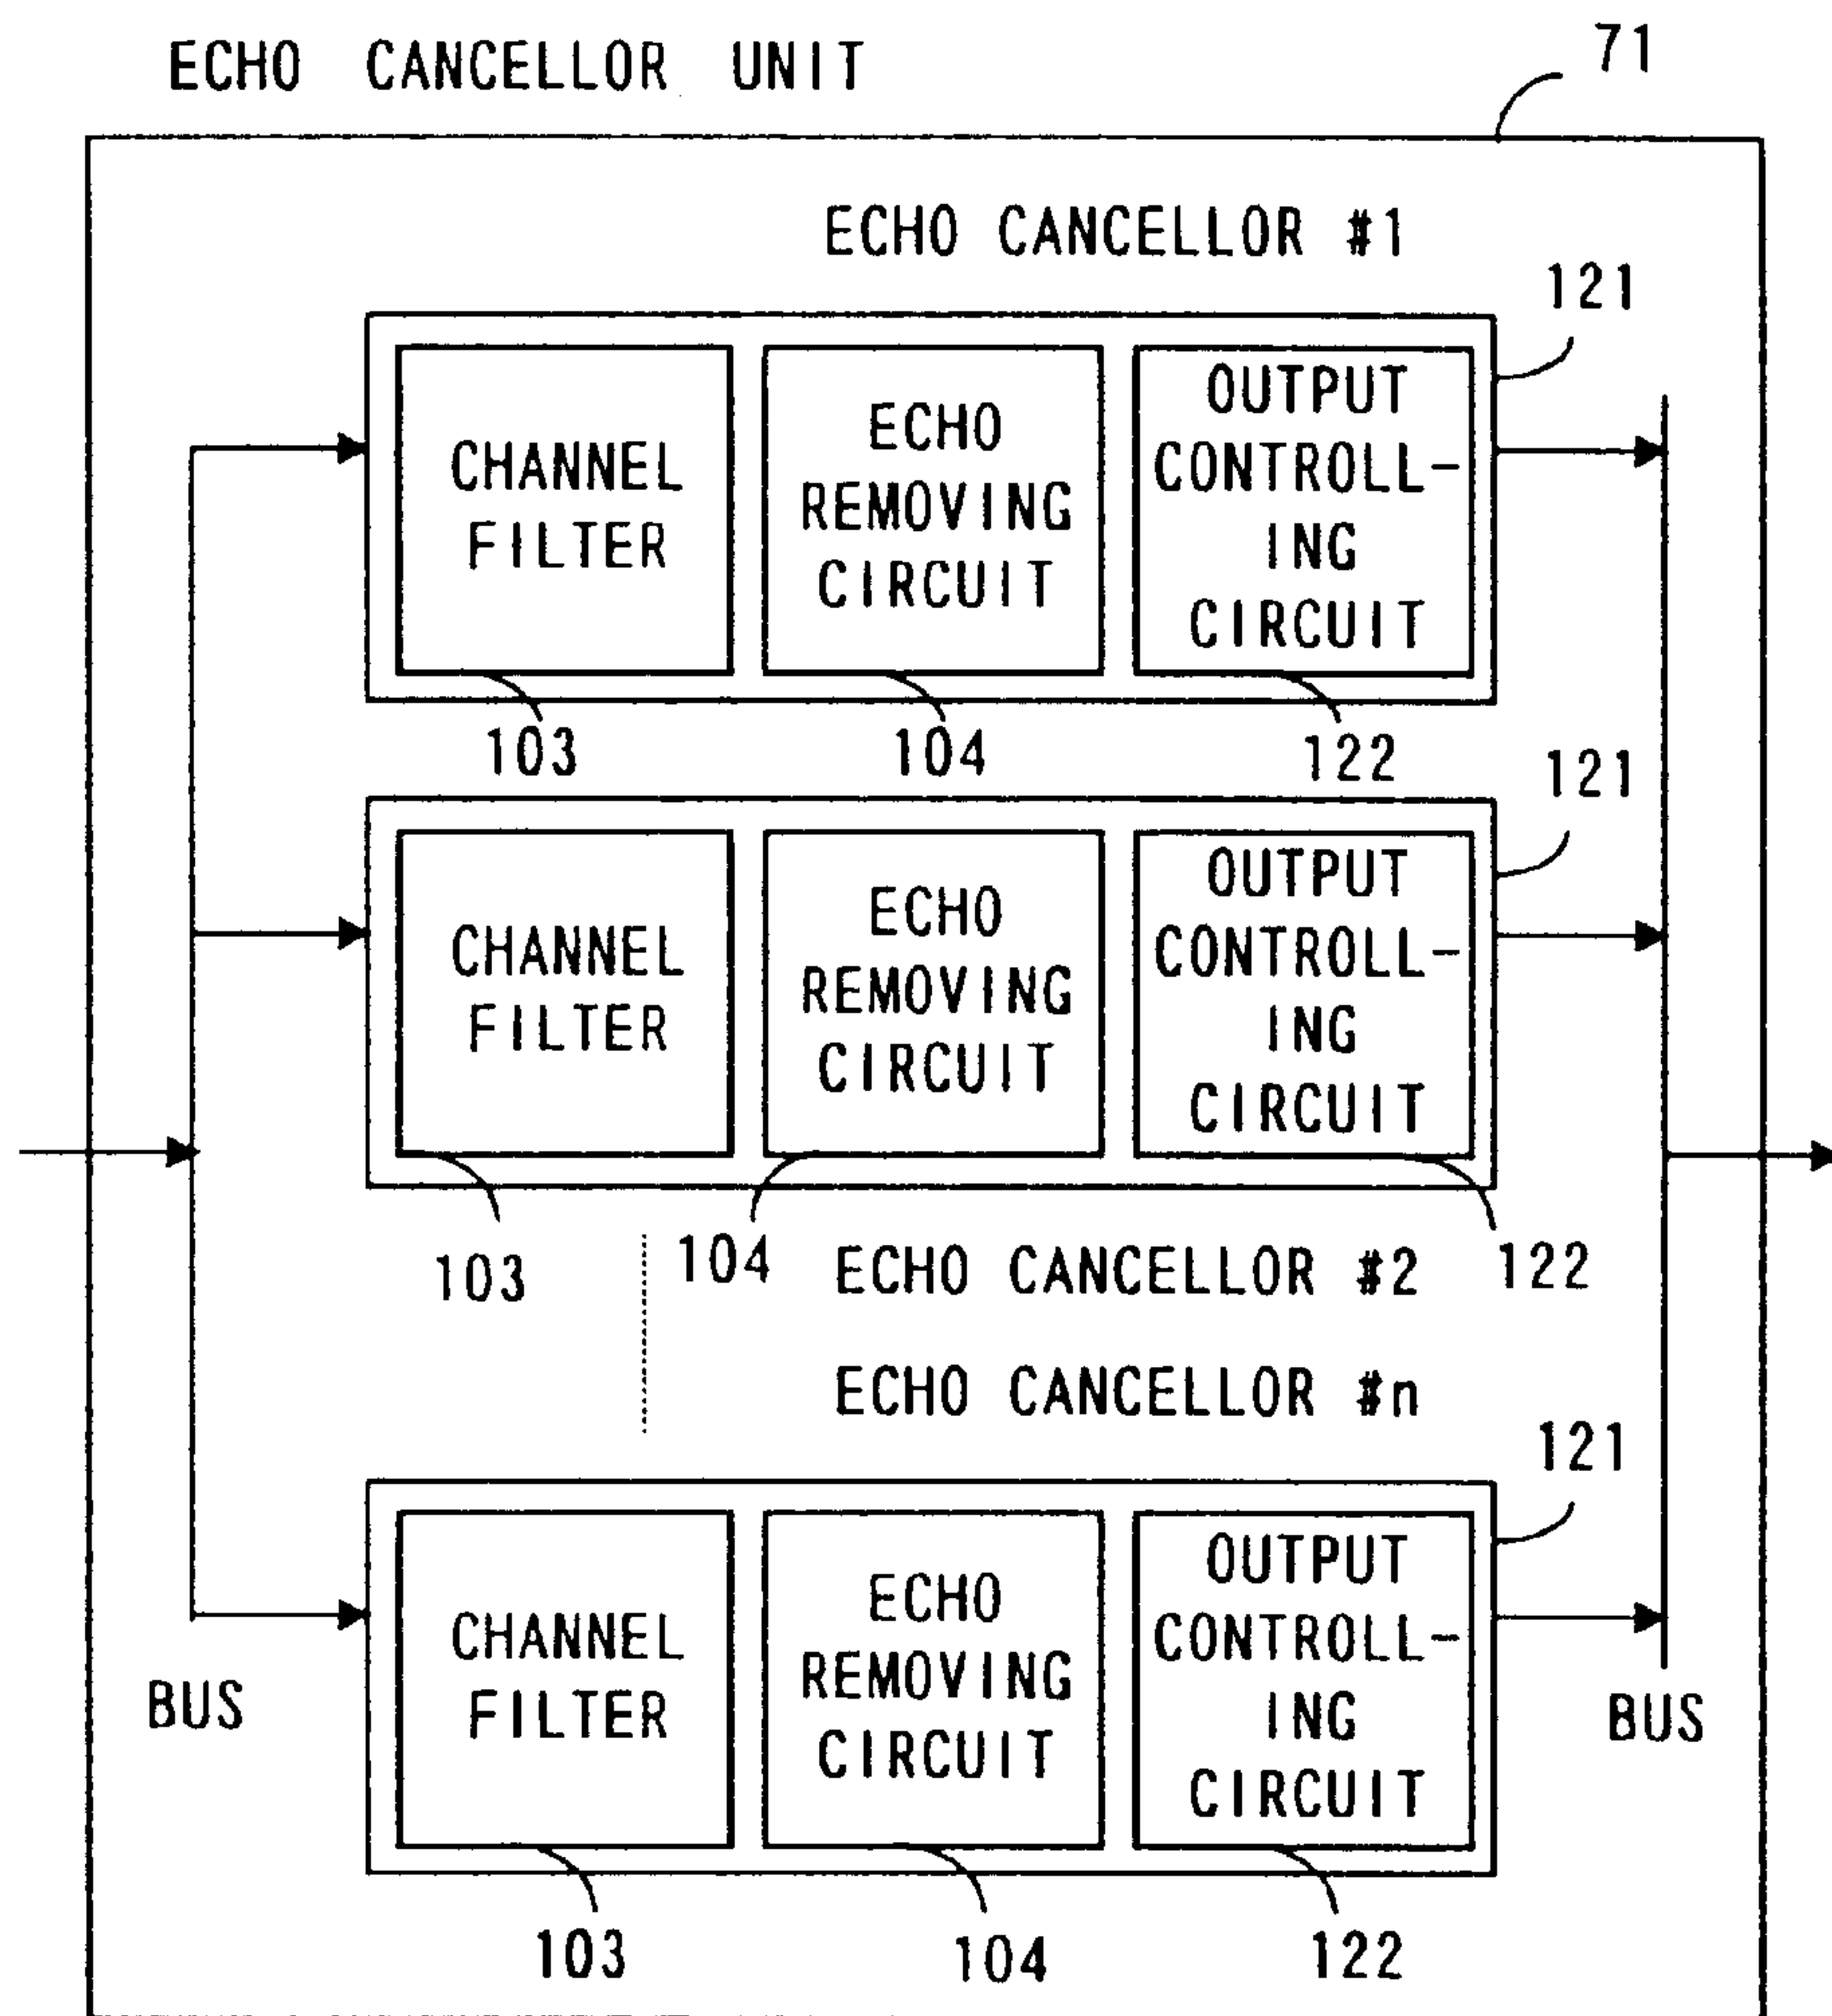 ECHO CANCELLOR UNIT
71
ECHO CANCELLOR #1
121
CHANNEL
FILTER
ECHO
REMOVING
CIRCUIT
OUTPUT
CONTROLL-
ING
CIRCUIT
103
104
122
121
CHANNEL
FILTER
ECHO
REMOVING
CIRCUIT
OUTPUT
CONTROLL-
ING
CIRCUIT
103
104
ECHO CANCELLOR #2
122
ECHO CANCELLOR #n
121
CHANNEL
FILTER
ECHO
REMOVING
CIRCUIT
OUTPUT
CONTROLL-
ING
CIRCUIT
BUS
BUS
103
104
122